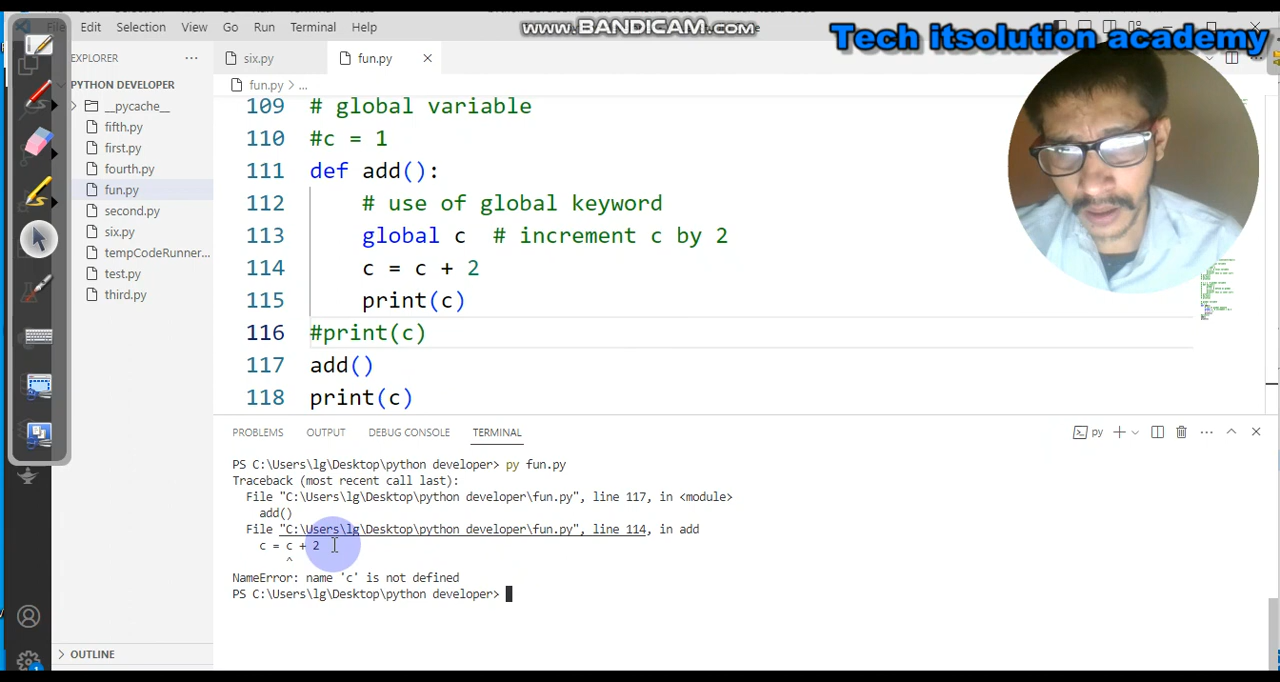 WWW.BANDICAM.COM
File Edit Selection View Go Run Terminal Help
Tech itsolution academy
EXPLORER ···
six.py
fun.py
PYTHON DEVELOPER
fun.py > ...
__pycache__
fifth.py
first.py
fourth.py
fun.py
second.py
six.py
tempCodeRunner...
test.py
third.py
109 # global variable
110 #c = 1
111 def add():
112 # use of global keyword
113 global c # increment c by 2
114 c = c + 2
115 print(c)
116 #print(c)
117 add()
118 print(c)
PROBLEMS OUTPUT DEBUG CONSOLE TERMINAL
py
PS C:\Users\lg\Desktop\python developer> py fun.py
Traceback (most recent call last):
File "C:\Users\lg\Desktop\python developer\fun.py", line 117, in <module>
add()
File "C:\Users\lg\Desktop\python developer\fun.py", line 114, in add
c = c + 2
^
NameError: name 'c' is not defined
PS C:\Users\lg\Desktop\python developer>
OUTLINE